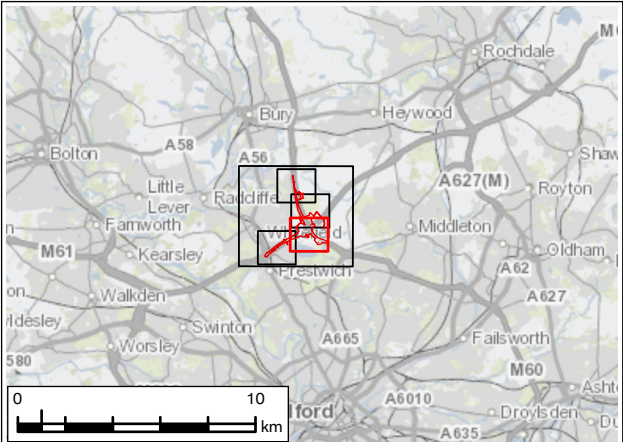 Rochdale
Bury
Heywood
A58
Bolton
A56
Shaw
A627(M)
Little
Lever
Radcliffe
Royton
Farnworth
Middleton
M61
Kearsley
Oldham
A62
Prestwich
Walkden
A627
Swinton
A665
Failsworth
Worsley
580
M60
0 10
km
A6010
Droylsden
A635